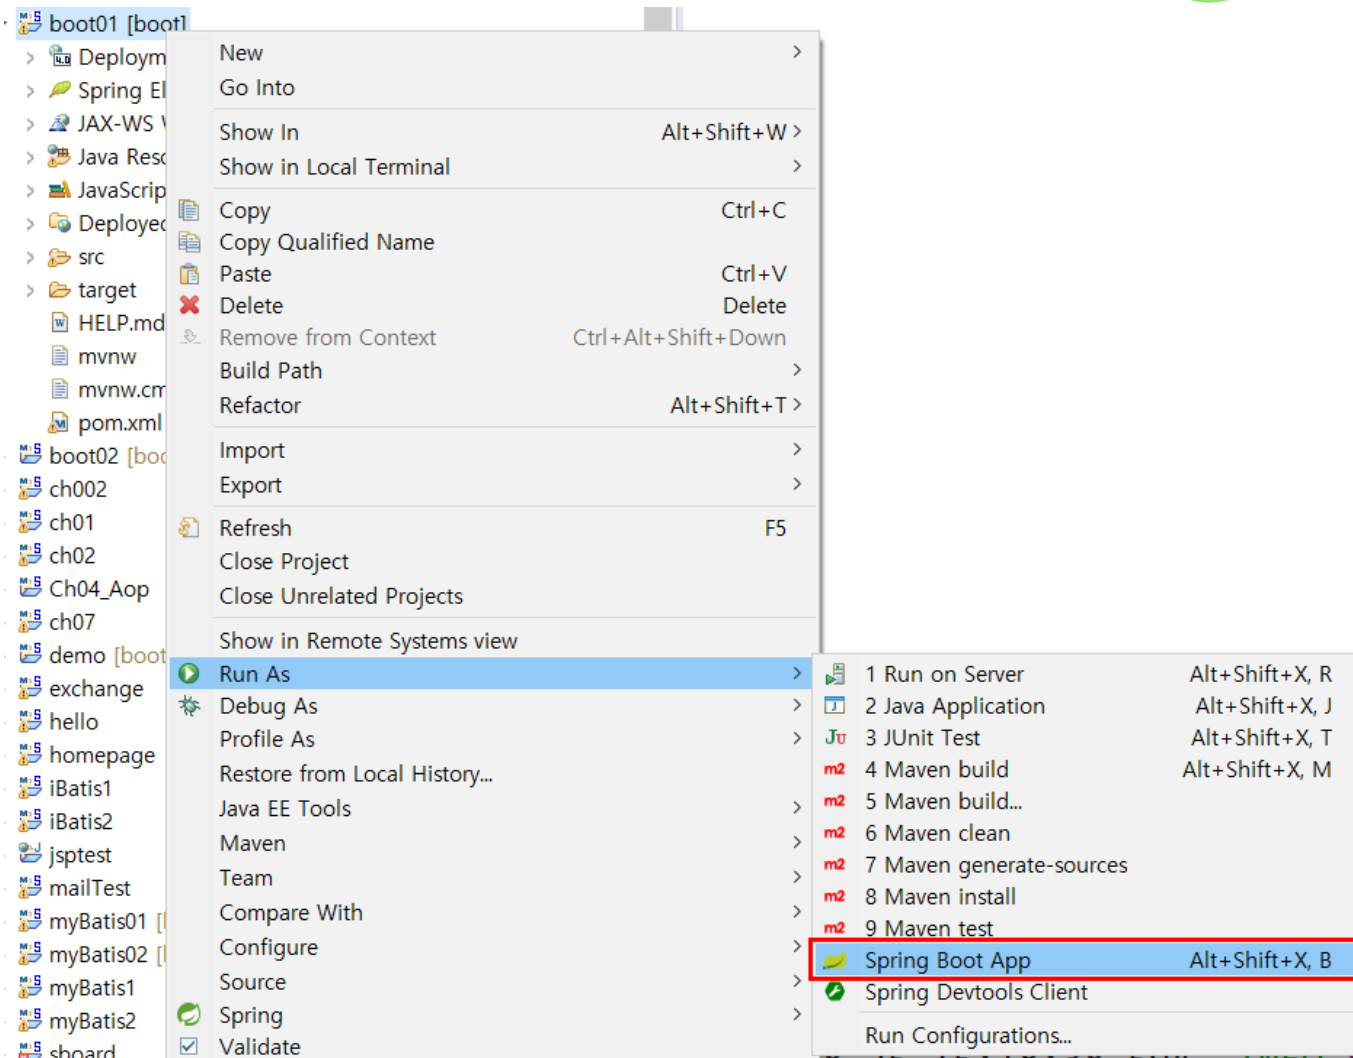 boot01 [boot]
Deploym
Spring El
JAX-WS
Java Reso
JavaScrip
Deployed
src
target
HELP.md
mvnw
mvnw.cm
pom.xml
boot02 [boo
ch002
ch01
ch02
Ch04_Aop
ch07
demo [boot
exchange
hello
homepage
iBatis1
iBatis2
jsptest
mailTest
myBatis01 [
myBatis02 [
myBatis1
myBatis2
sboard
New
Go Into
Show In Alt+Shift+W
Show in Local Terminal
Copy Ctrl+C
Copy Qualified Name
Paste Ctrl+V
Delete Delete
Remove from Context Ctrl+Alt+Shift+Down
Build Path
Refactor Alt+Shift+T
Import
Export
Refresh F5
Close Project
Close Unrelated Projects
Show in Remote Systems view
Run As
Debug As
Profile As
Restore from Local History...
Java EE Tools
Maven
Team
Compare With
Configure
Source
Spring
Validate
1 Run on Server Alt+Shift+X, R
2 Java Application Alt+Shift+X, J
3 JUnit Test Alt+Shift+X, T
4 Maven build Alt+Shift+X, M
5 Maven build...
6 Maven clean
7 Maven generate-sources
8 Maven install
9 Maven test
Spring Boot App Alt+Shift+X, B
Spring Devtools Client
Run Configurations...